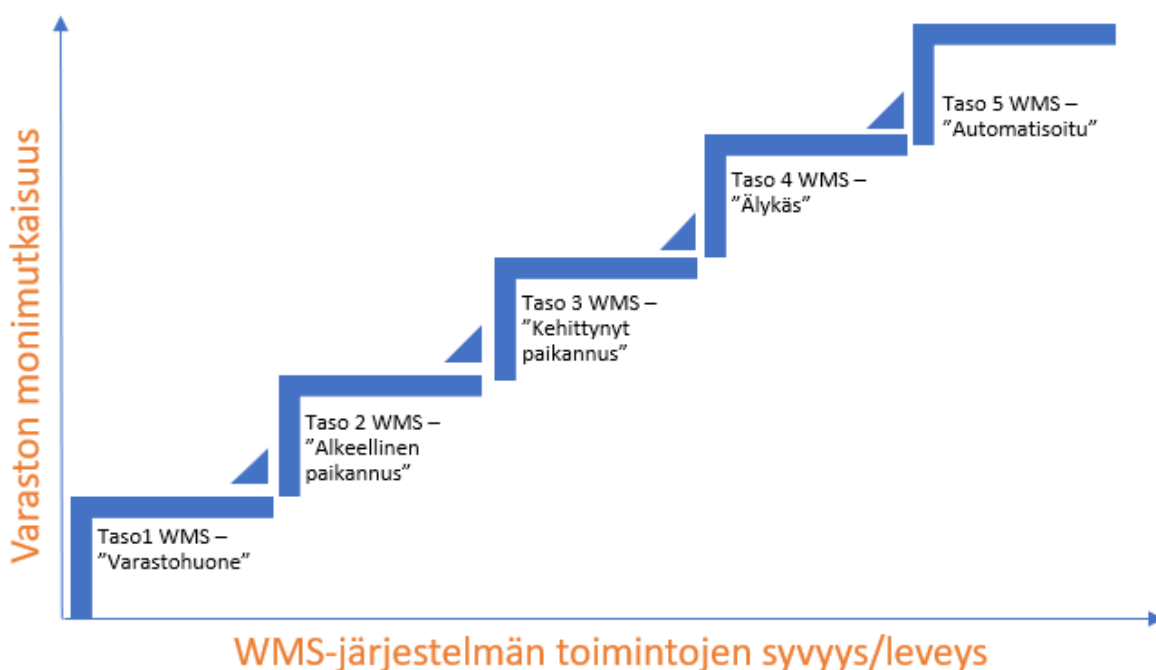 Varaston monimutkaisuus
Taso 5 WMS –
”Automatisoitu”
Taso 4 WMS –
”Älykäs”
Taso 3 WMS –
”Kehittynyt
paikannus”
Taso 2 WMS –
”Alkeellinen
paikannus”
Taso1 WMS –
”Varastohuone”
WMS-järjestelmän toimintojen syvyys/leveys